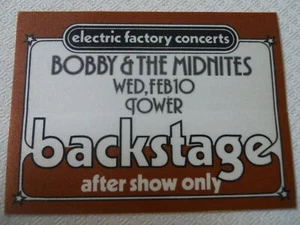 electric factory concerts
BOBBY & THE MIDNITES
WED, FEB 10
TOWER
backstage
after show only